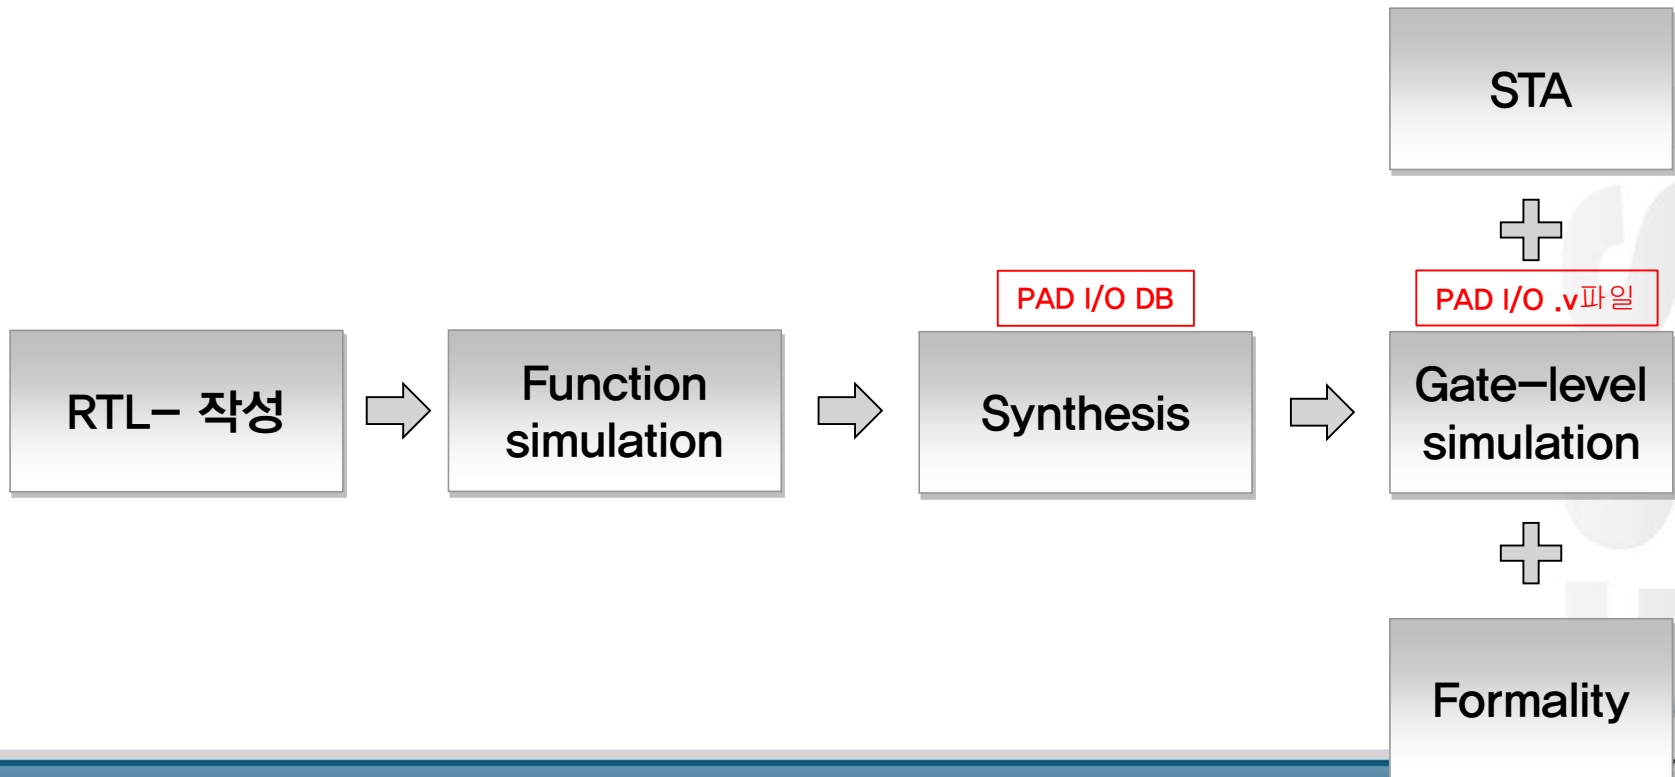 STA
PAD I/O DB
PAD I/O .v파일
RTL- 작성
Function
simulation
Synthesis
Gate-level
simulation
Formality